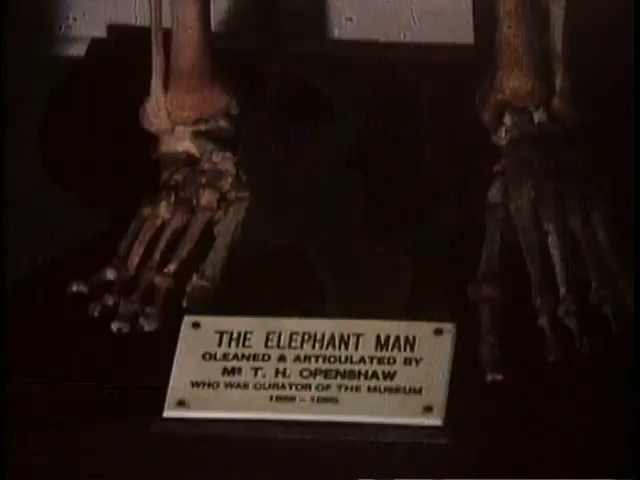 THE ELEPHANT MAN
CLEANED & ARTICULATED BY
Mr T. H. OPENSHAW
WHO WAS CURATOR OF THE MUSEUM